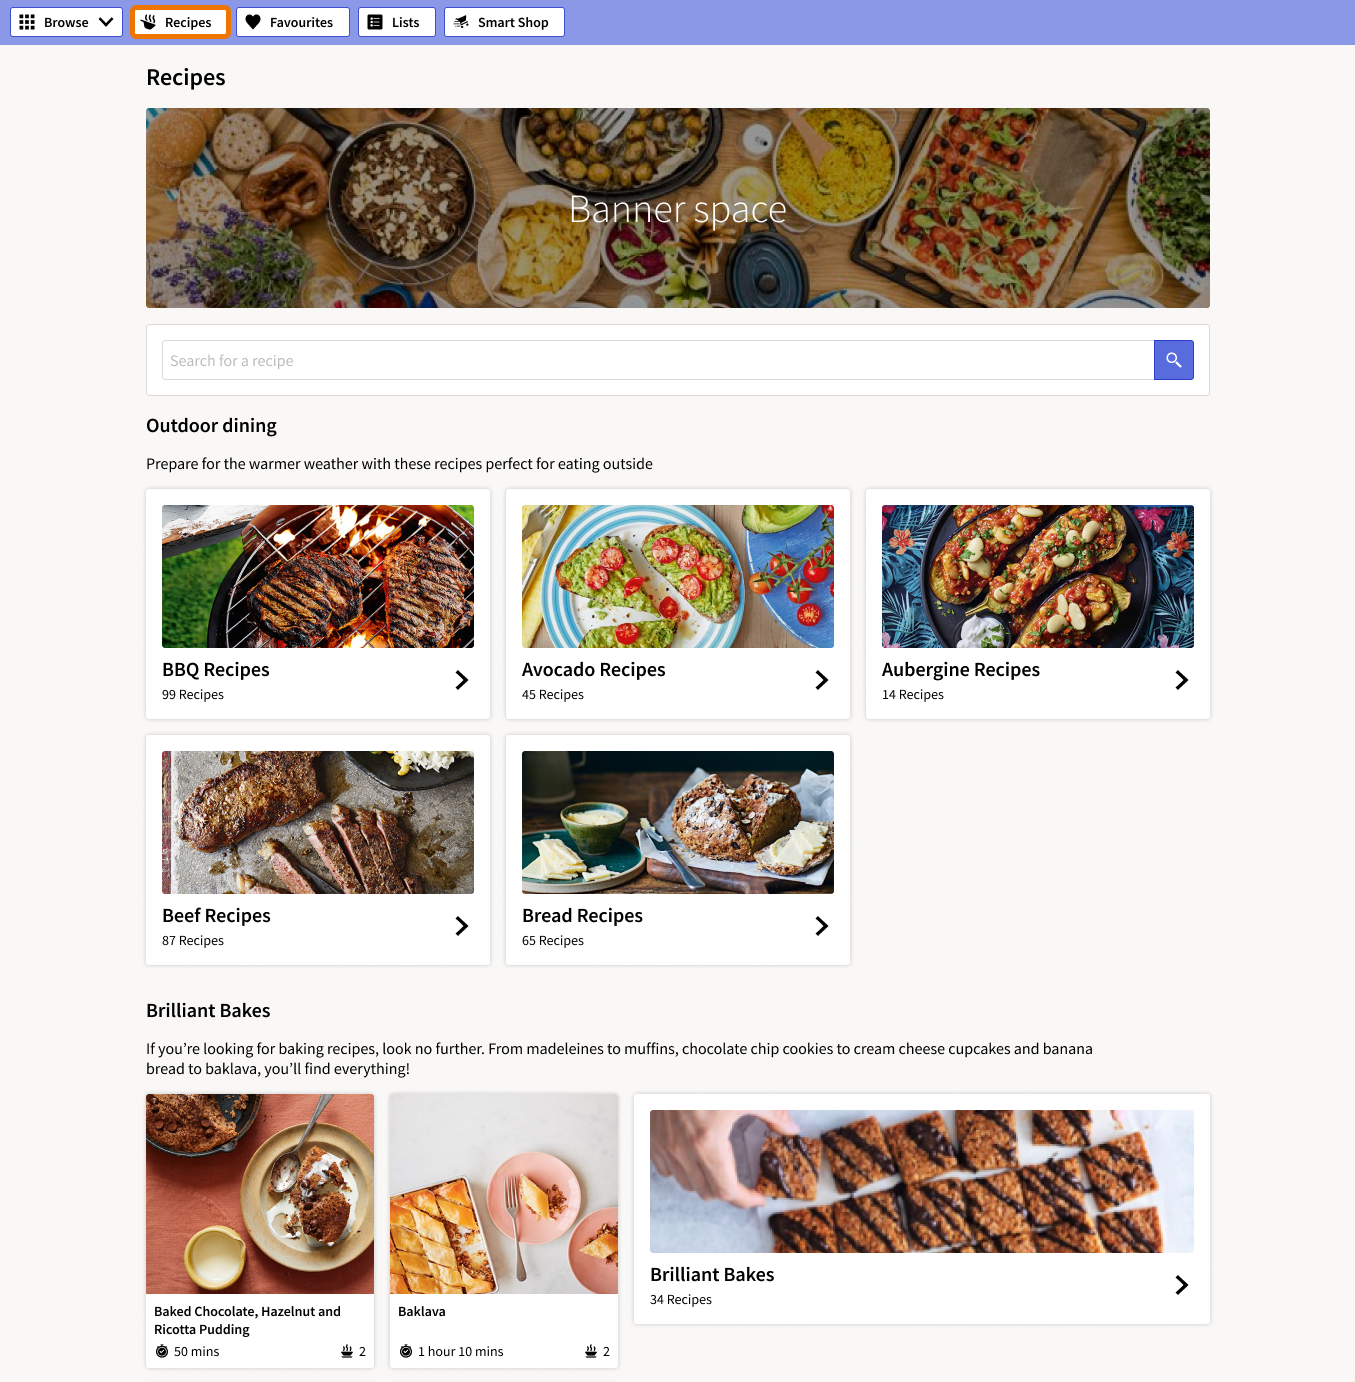 Browse
Recipes
Favourites
Lists
Smart Shop
Recipes
Banner space
Search for a recipe
Outdoor dining
Prepare for the warmer weather with these recipes perfect for eating outside
BBQ Recipes
99 Recipes
Avocado Recipes
45 Recipes
Aubergine Recipes
14 Recipes
Beef Recipes
87 Recipes
Bread Recipes
65 Recipes
Brilliant Bakes
If you’re looking for baking recipes, look no further. From madeleines to muffins, chocolate chip cookies to cream cheese cupcakes and banana
bread to baklava, you’ll find everything!
Baked Chocolate, Hazelnut and
Ricotta Pudding
50 mins
2
Baklava
1 hour 10 mins
2
Brilliant Bakes
34 Recipes